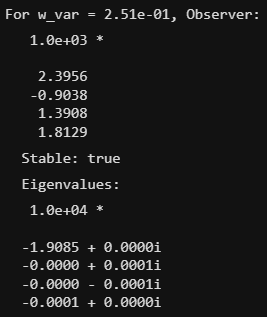 For w_var = 2.51e-01, Observer:
1.0e+03 *
2.3956
-0.9038
1.3908
1.8129
Stable: true
Eigenvalues:
1.0e+04 *
-1.9085 + 0.0000i
-0.0000 + 0.0001i
-0.0000 - 0.0001i
-0.0001 + 0.0000i